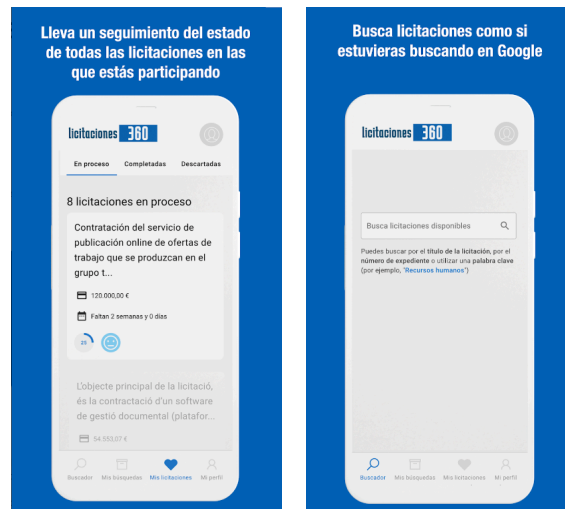 Lleva un seguimiento del estado
de todas las licitaciones en las
que estás participando
licitaciones 360
En proceso Completadas Descartadas
8 licitaciones en proceso
Contratación del servicio de
publicación online de ofertas de
trabajo que se produzcan en el
grupo t...
120.000,00 €
Faltan 2 semanas y 0 días
25
L'objecte principal de la licitació,
és la contractació d'un software
de gestió documental (platafor...
54.553,07 €
Buscador Mis búsquedas Mis licitaciones Mi perfil
Busca licitaciones como si
estuvieras buscando en Google
licitaciones 360
Busca licitaciones disponibles
Puedes buscar por el título de la licitación, por el
número de expediente o utilizar una palabra clave
(por ejemplo, "Recursos humanos")
Buscador Mis búsquedas Mis licitaciones Mi perfil